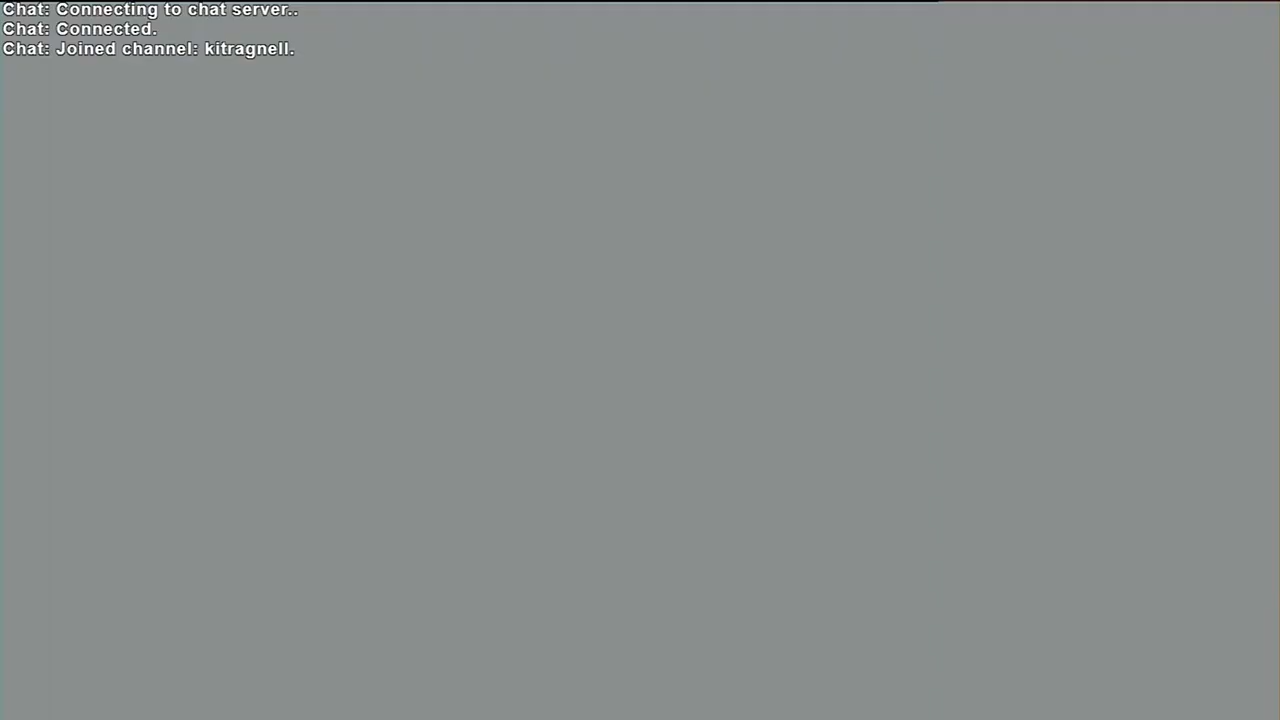 Chat: Connecting to chat server..
Chat: Connected.
Chat: Joined channel: kitragnell.